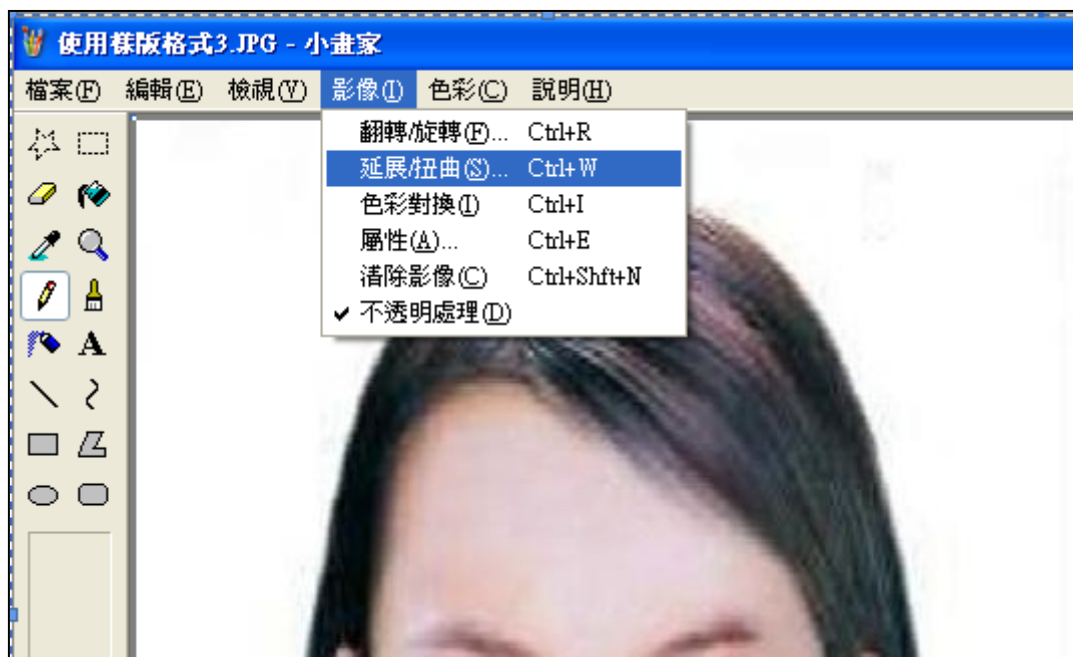 使用樣版格式3.JPG - 小畫家
檔案(F) 編輯(E) 檢視(V) 影像(I) 色彩(C) 說明(H)
翻轉/旋轉(F)... Ctrl+R
延展/扭曲(S)... Ctrl+W
色彩對換(I) Ctrl+I
屬性(A)... Ctrl+E
清除影像(C) Ctrl+Shft+N
✓ 不透明處理(D)
A